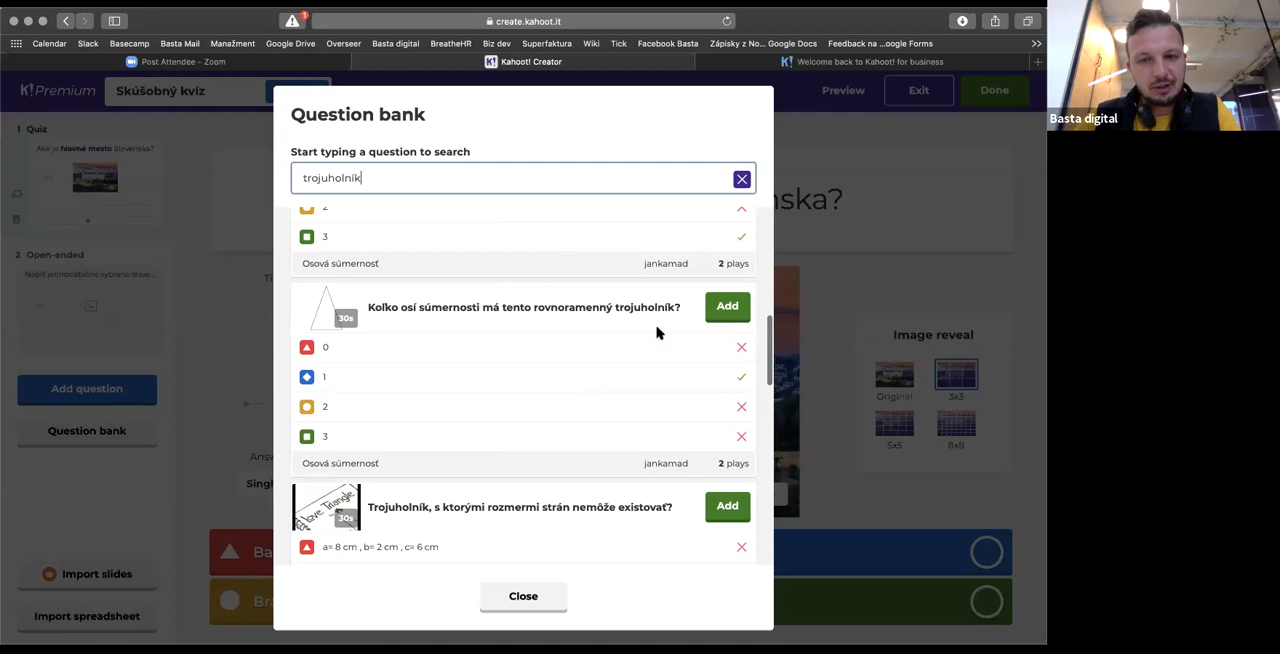 create.kahoot.it
Calendar Slack Basecamp Basta Mail Manažment Google Drive Overseer Basta digital BreatheHR Biz dev Superfaktura Wiki Tick Facebook Basta Zápisky z No... Google Docs Feedback na ...oogle Forms
Post Attendee - Zoom K! Kahoot! Creator K! Welcome back to Kahoot! for business
K!Premium Skúšobný kvíz Preview Exit Done
Basta digital
Question bank
Start typing a question to search
trojuholník
2
3
Osová súmernosť jankamad 2 plays
30s Koľko osí súmernosti má tento rovnoramenný trojuholník? Add
0
1
2
3
Osová súmernosť jankamad 2 plays
30s Trojuholník, s ktorými rozmermi strán nemôže existovať? Add
a= 8 cm , b= 2 cm , c= 6 cm
Close
1 Quiz
Aké je hlavné mesto Slovenska?
2 Open-ended
Add question
Question bank
Import slides
Import spreadsheet
nska?
Image reveal
Original 3x3
5x5 8x8
Ba